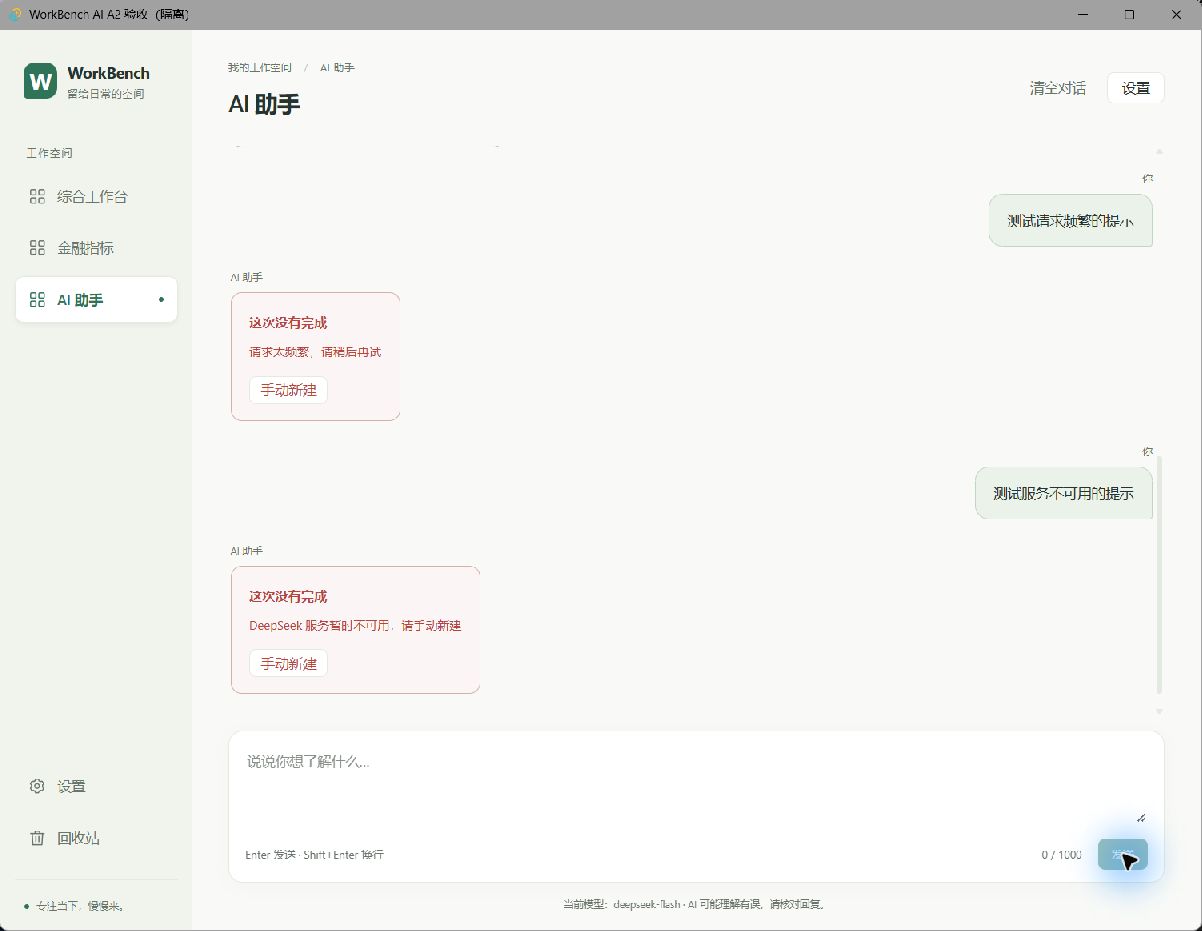 WorkBench AI A2 验收 (隔离)
W
WorkBench
留给日常的空间
我的工作空间 / AI 助手
AI 助手
清空对话
设置
工作空间
综合工作台
金融指标
AI 助手
你
测试请求频繁的提示
AI 助手
这次没有完成
请求太频繁，请稍后再试
手动新建
你
测试服务不可用的提示
AI 助手
这次没有完成
DeepSeek 服务暂时不可用，请手动新建
手动新建
说说你想了解什么...
设置
回收站
Enter 发送 · Shift+Enter 换行
0 / 1000
专注当下，慢慢来。
当前模型：deepseek-flash · AI 可能理解有误，请核对回复。